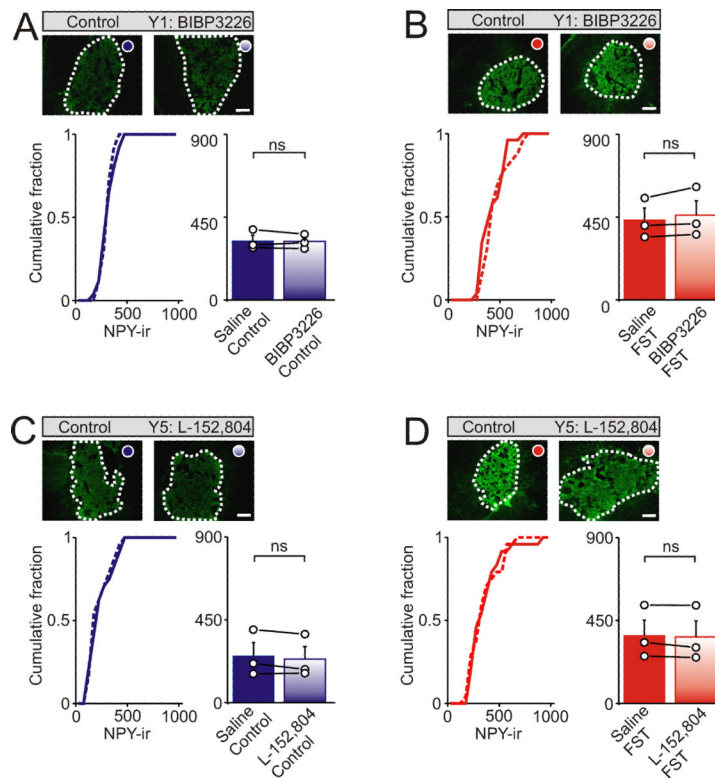 A
Control Y1: BIBP3226
Cumulative fraction
1
0.5
0
0 500 1000
NPY-ir
900
450
0
ns
Saline
Control
BIBP3226
Control
B
Control Y1: BIBP3226
Cumulative fraction
1
0.5
0
0 500 1000
NPY-ir
900
450
0
ns
Saline
FST
BIBP3226
FST
C
Control Y5: L-152,804
Cumulative fraction
1
0.5
0
0 500 1000
NPY-ir
900
450
0
ns
Saline
Control
L-152,804
Control
D
Control Y5: L-152,804
Cumulative fraction
1
0.5
0
0 500 1000
NPY-ir
900
450
0
ns
Saline
FST
L-152,804
FST